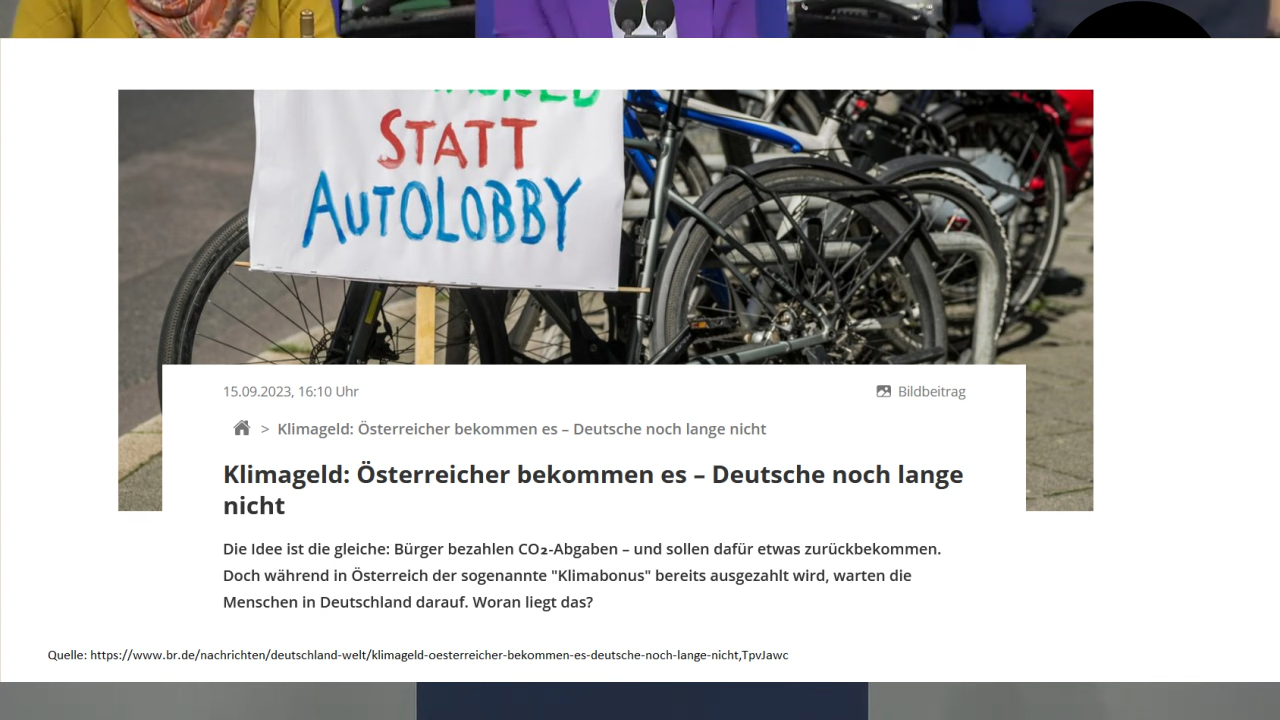 STATT
AUTOLOBBY
15.09.2023, 16:10 Uhr
Bildbeitrag
> Klimageld: Österreicher bekommen es – Deutsche noch lange nicht
Klimageld: Österreicher bekommen es – Deutsche noch lange
nicht
Die Idee ist die gleiche: Bürger bezahlen CO₂-Abgaben – und sollen dafür etwas zurückbekommen.
Doch während in Österreich der sogenannte "Klimabonus" bereits ausgezahlt wird, warten die
Menschen in Deutschland darauf. Woran liegt das?
Quelle: https://www.br.de/nachrichten/deutschland-welt/klimageld-oesterreicher-bekommen-es-deutsche-noch-lange-nicht,TpvJawc